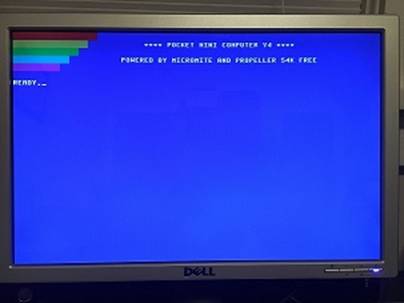 **** POCKET MINI COMPUTER V4 ****
POWERED BY MICROMITE AND PROPELLER 54K FREE
READY._
DELL